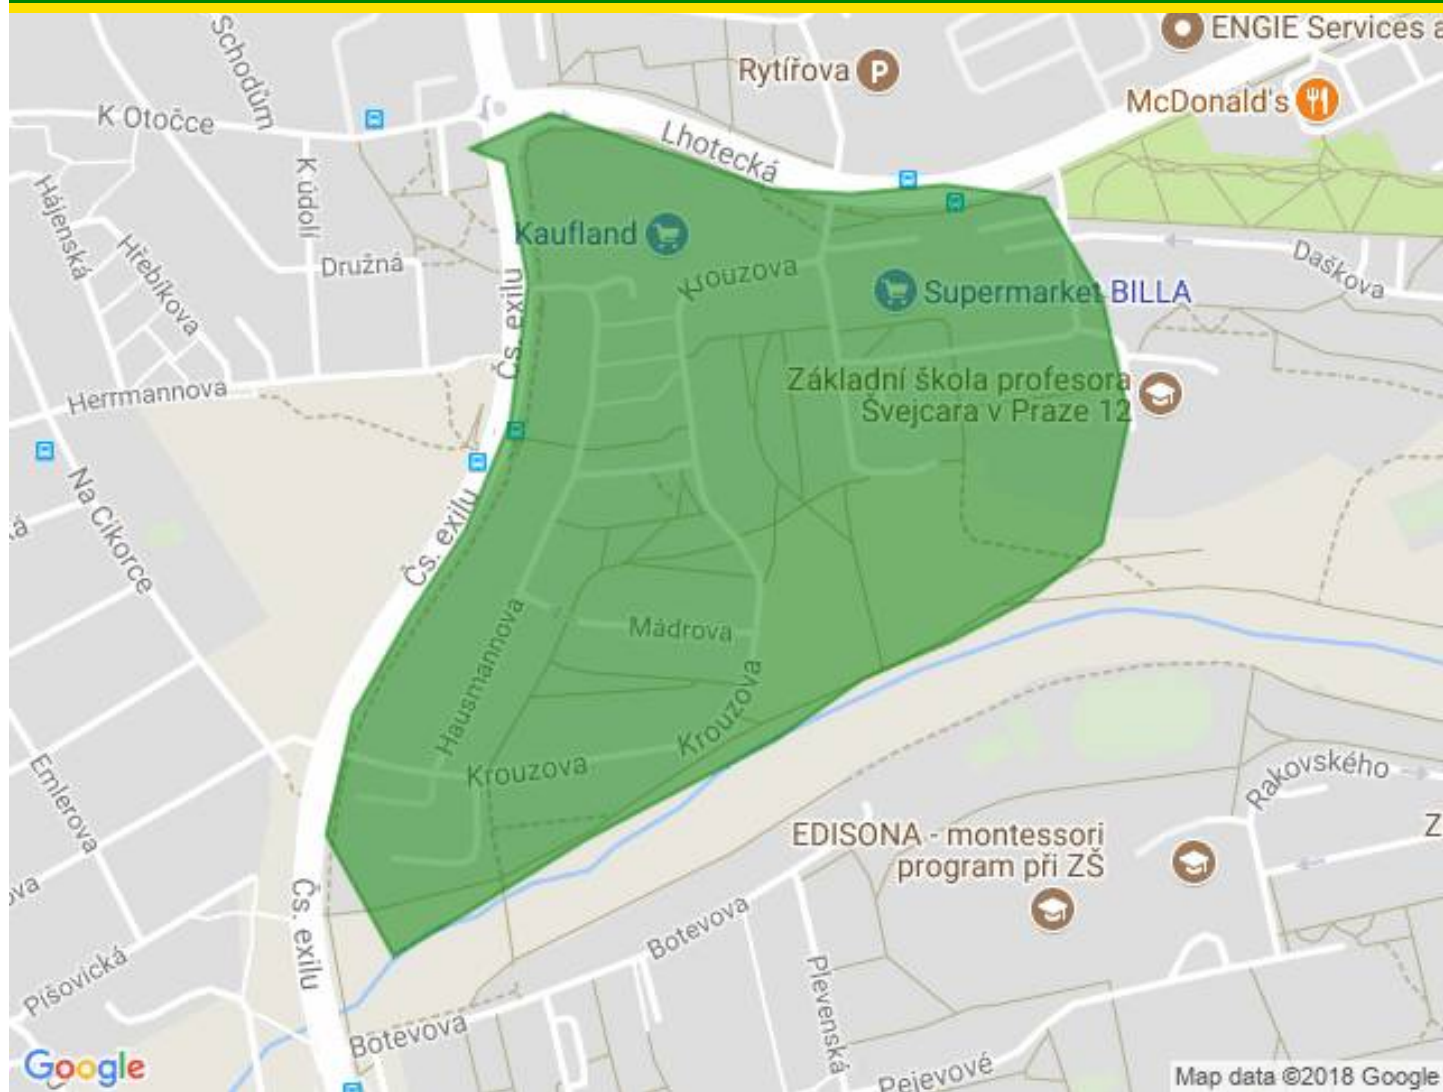 ENGIE Services a
Schodům
Rytířova P
McDonald's
K Otočce
Lhotecká
K údolí
Hájenská
Hřebíkova
Družná
Kaufland
Krouzova
Daškova
Supermarket BILLA
Čs. exilu
Základní škola profesora
Švejcara v Praze 12
Herrmannova
Na Cikorce
Čs. exilu
Hausmannova
Mádrova
Krouzova
Krouzova
Emlerova
Rakovského
EDISONA - montessori
program při ZŠ
Z
ova
Čs. exilu
Botevova
Píšovická
Plevenská
Botevova
Pejevové
Google
Map data ©2018 Google